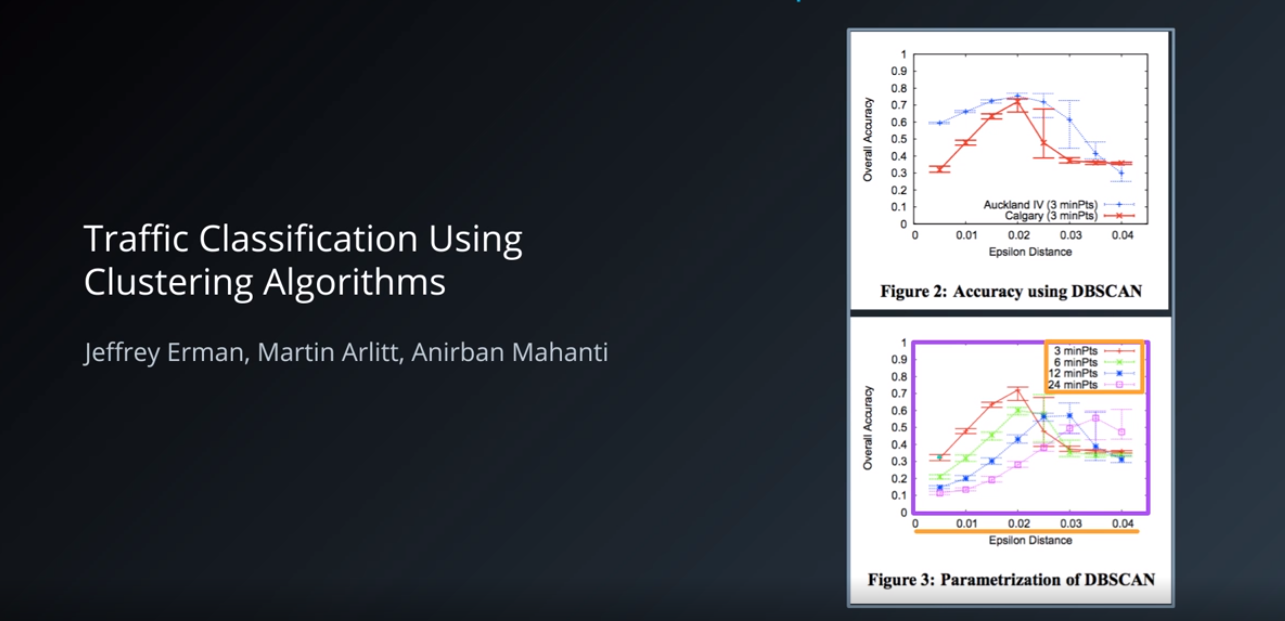 Traffic Classification Using
Clustering Algorithms
Jeffrey Erman, Martin Arlitt, Anirban Mahanti
1
0.9
0.8
0.7
0.6
0.5
0.4
0.3
0.2
0.1
0
Overall Accuracy
Auckland IV (3 minPts)
Calgary (3 minPts)
0 0.01 0.02 0.03 0.04
Epsilon Distance
Figure 2: Accuracy using DBSCAN
1
0.9
0.8
0.7
0.6
0.5
0.4
0.3
0.2
0.1
0
Overall Accuracy
3 minPts
6 minPts
12 minPts
24 minPts
0 0.01 0.02 0.03 0.04
Epsilon Distance
Figure 3: Parametrization of DBSCAN